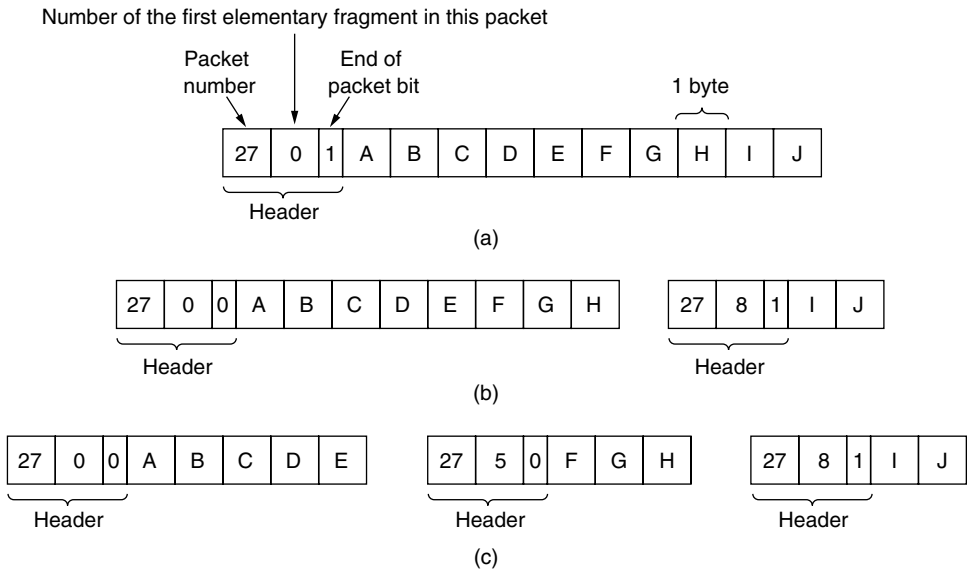 Number of the first elementary fragment in this packet
Packet
number
End of
packet bit
1 byte
27 0 1 A B C D E F G H I J
Header
(a)
27 0 0 A B C D E F G H
27 8 1 I J
Header
Header
(b)
27 0 0 A B C D E
27 5 0 F G H
27 8 1 I J
Header
Header
Header
(c)